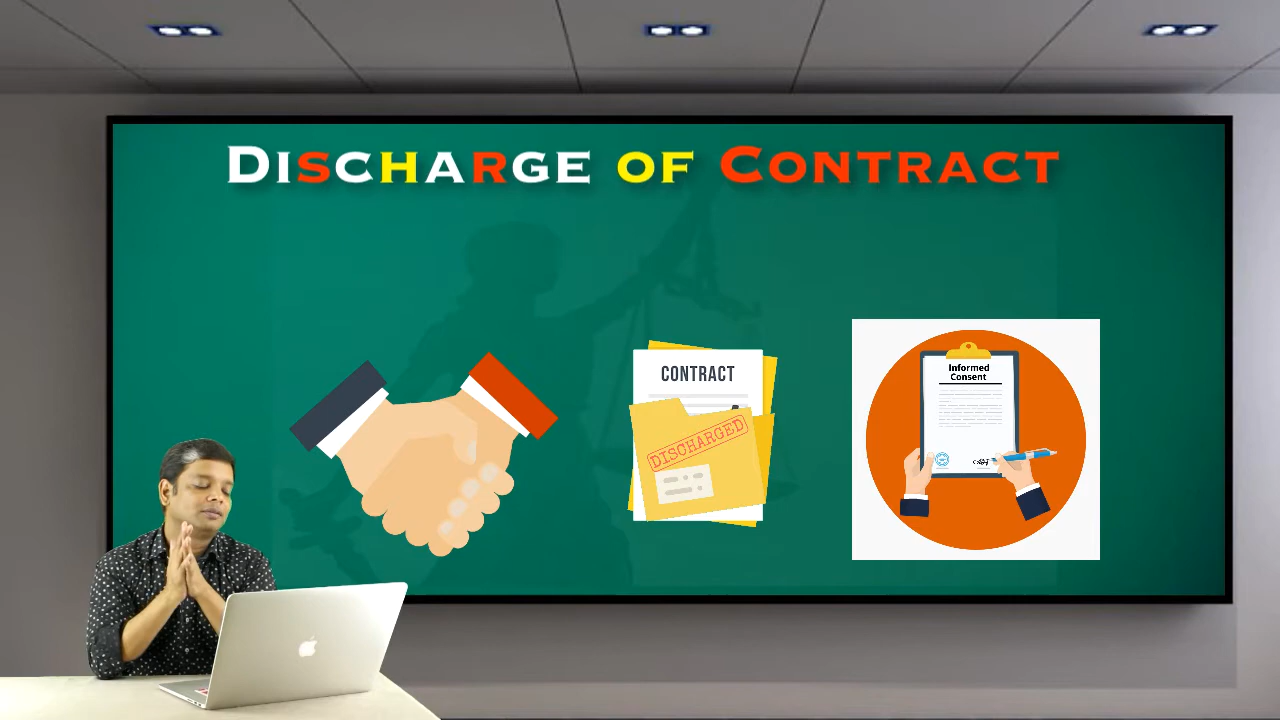 Discharge of Contract
CONTRACT
DISCHARGED
Informed
Consent